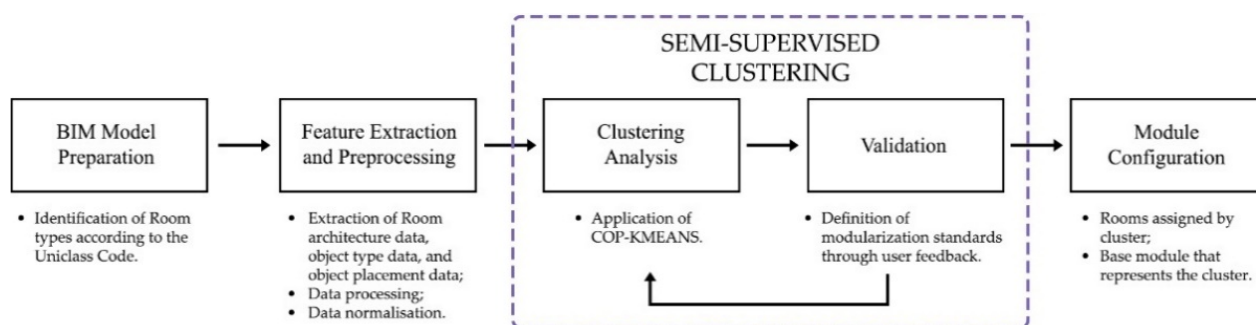 SEMI-SUPERVISED
CLUSTERING
BIM Model
Preparation
Feature Extraction
and Preprocessing
Clustering
Analysis
Validation
Module
Configuration
• Identification of Room
types according to the
Uniclass Code.
• Extraction of Room
architecture data,
object type data, and
object placement data;
• Data processing;
• Data normalisation.
• Application of
COP-KMEANS.
• Definition of
modularization standards
through user feedback.
• Rooms assigned by
cluster;
• Base module that
represents the cluster.